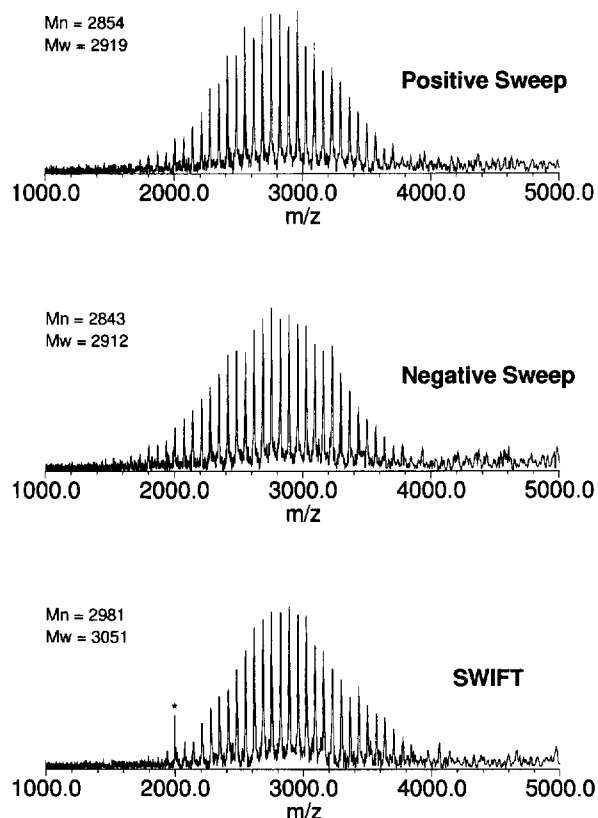 Mn = 2854
Mw = 2919
Positive Sweep
1000.0 2000.0 3000.0 4000.0 5000.0
m/z
Mn = 2843
Mw = 2912
Negative Sweep
1000.0 2000.0 3000.0 4000.0 5000.0
m/z
Mn = 2981
Mw = 3051
SWIFT
*
1000.0 2000.0 3000.0 4000.0 5000.0
m/z